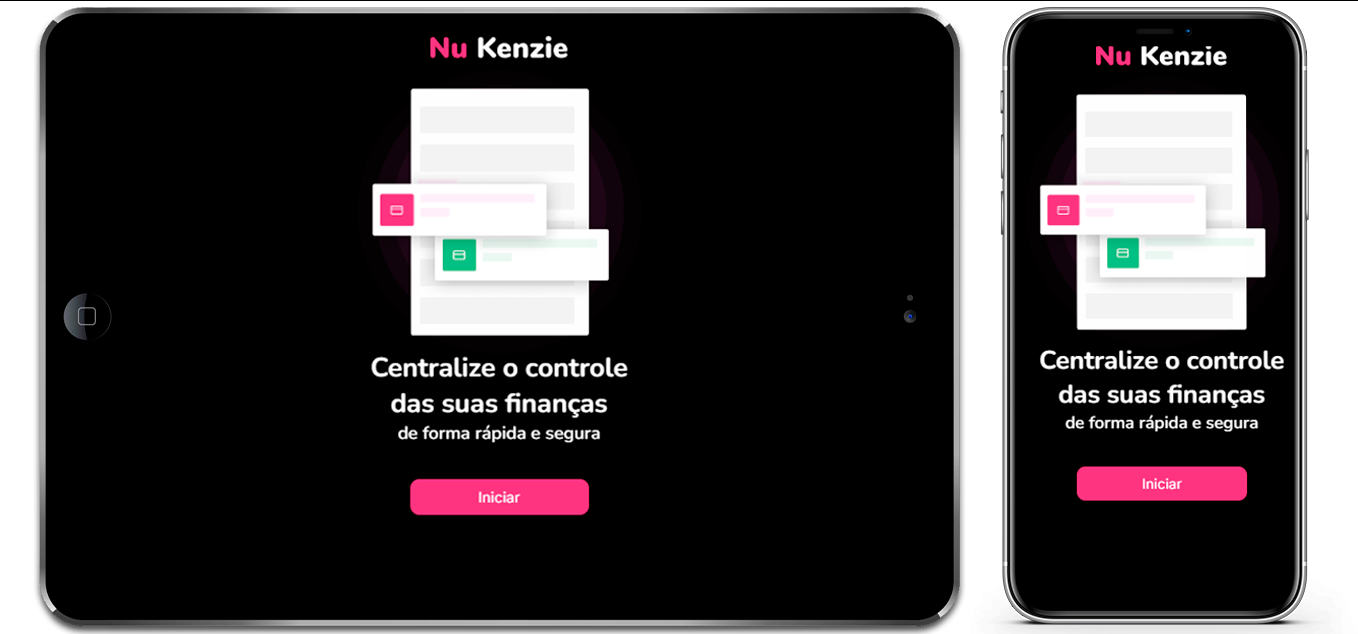 Nu Kenzie
Centralize o controle
das suas finanças
de forma rápida e segura
Iniciar
Nu Kenzie
Centralize o controle
das suas finanças
de forma rápida e segura
Iniciar